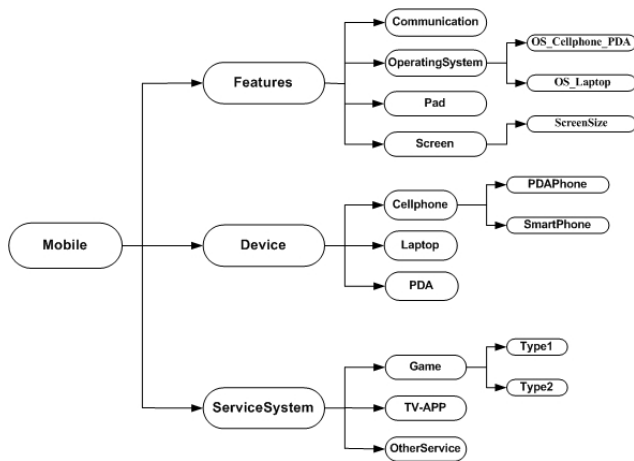 Mobile
Features
Communication
OperatingSystem
OS_Cellphone_PDA
OS_Laptop
Pad
Screen
ScreenSize
Device
Cellphone
PDAPhone
SmartPhone
Laptop
PDA
ServiceSystem
Game
Type1
Type2
TV-APP
OtherService